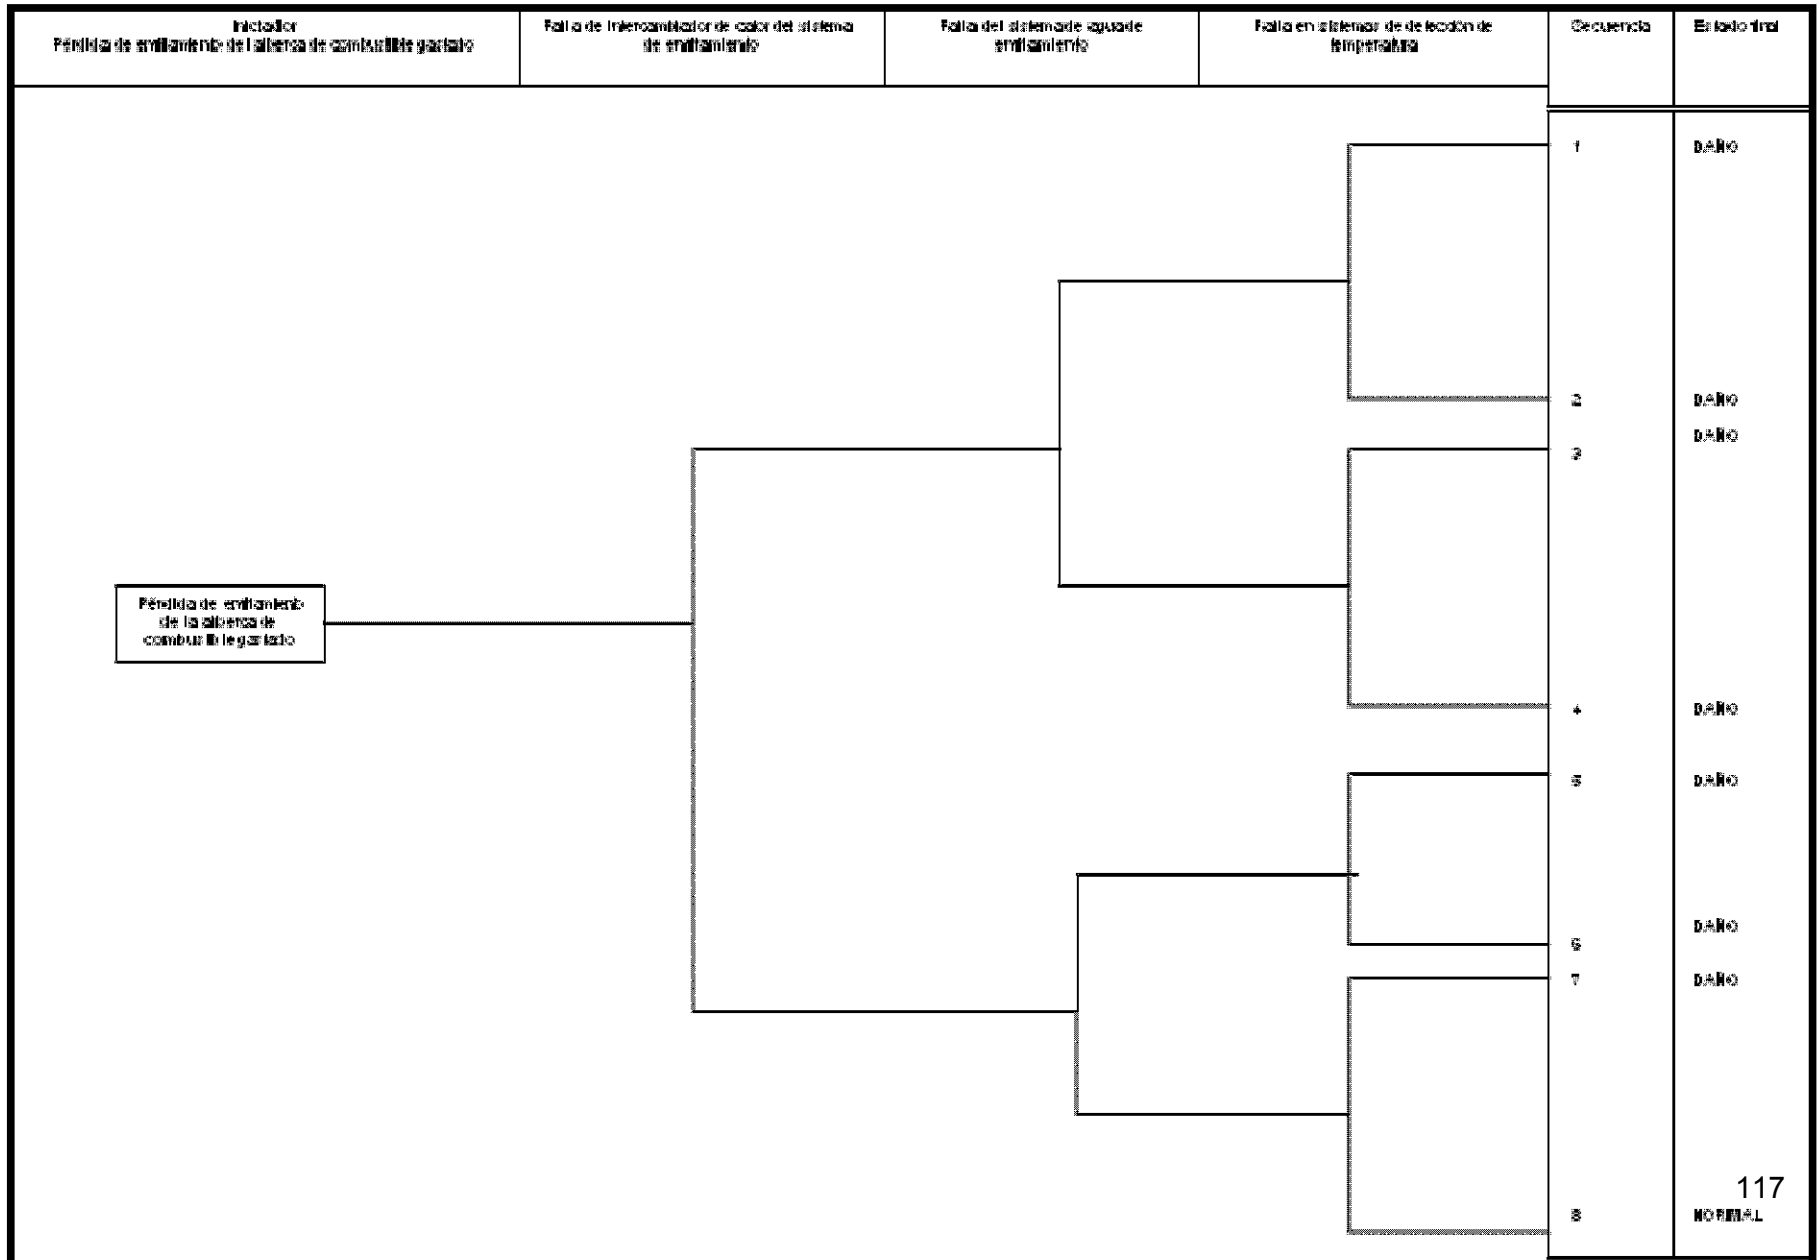 Iniciador
Pérdida de enfriamiento del alberca de combustible gastado
Falla de Intercambiador de calor del sistema
de enfriamiento
Falla del sistema de agua de
enfriamiento
Falla en sistemas de detección de
temperatura
Secuencia
Estado final
1 DAÑO
2 DAÑO
DAÑO
3
Pérdida de enfriamiento
de la alberca de
combustible gastado
4 DAÑO
5 DAÑO
DAÑO
6
7 DAÑO
117
8 NORMAL